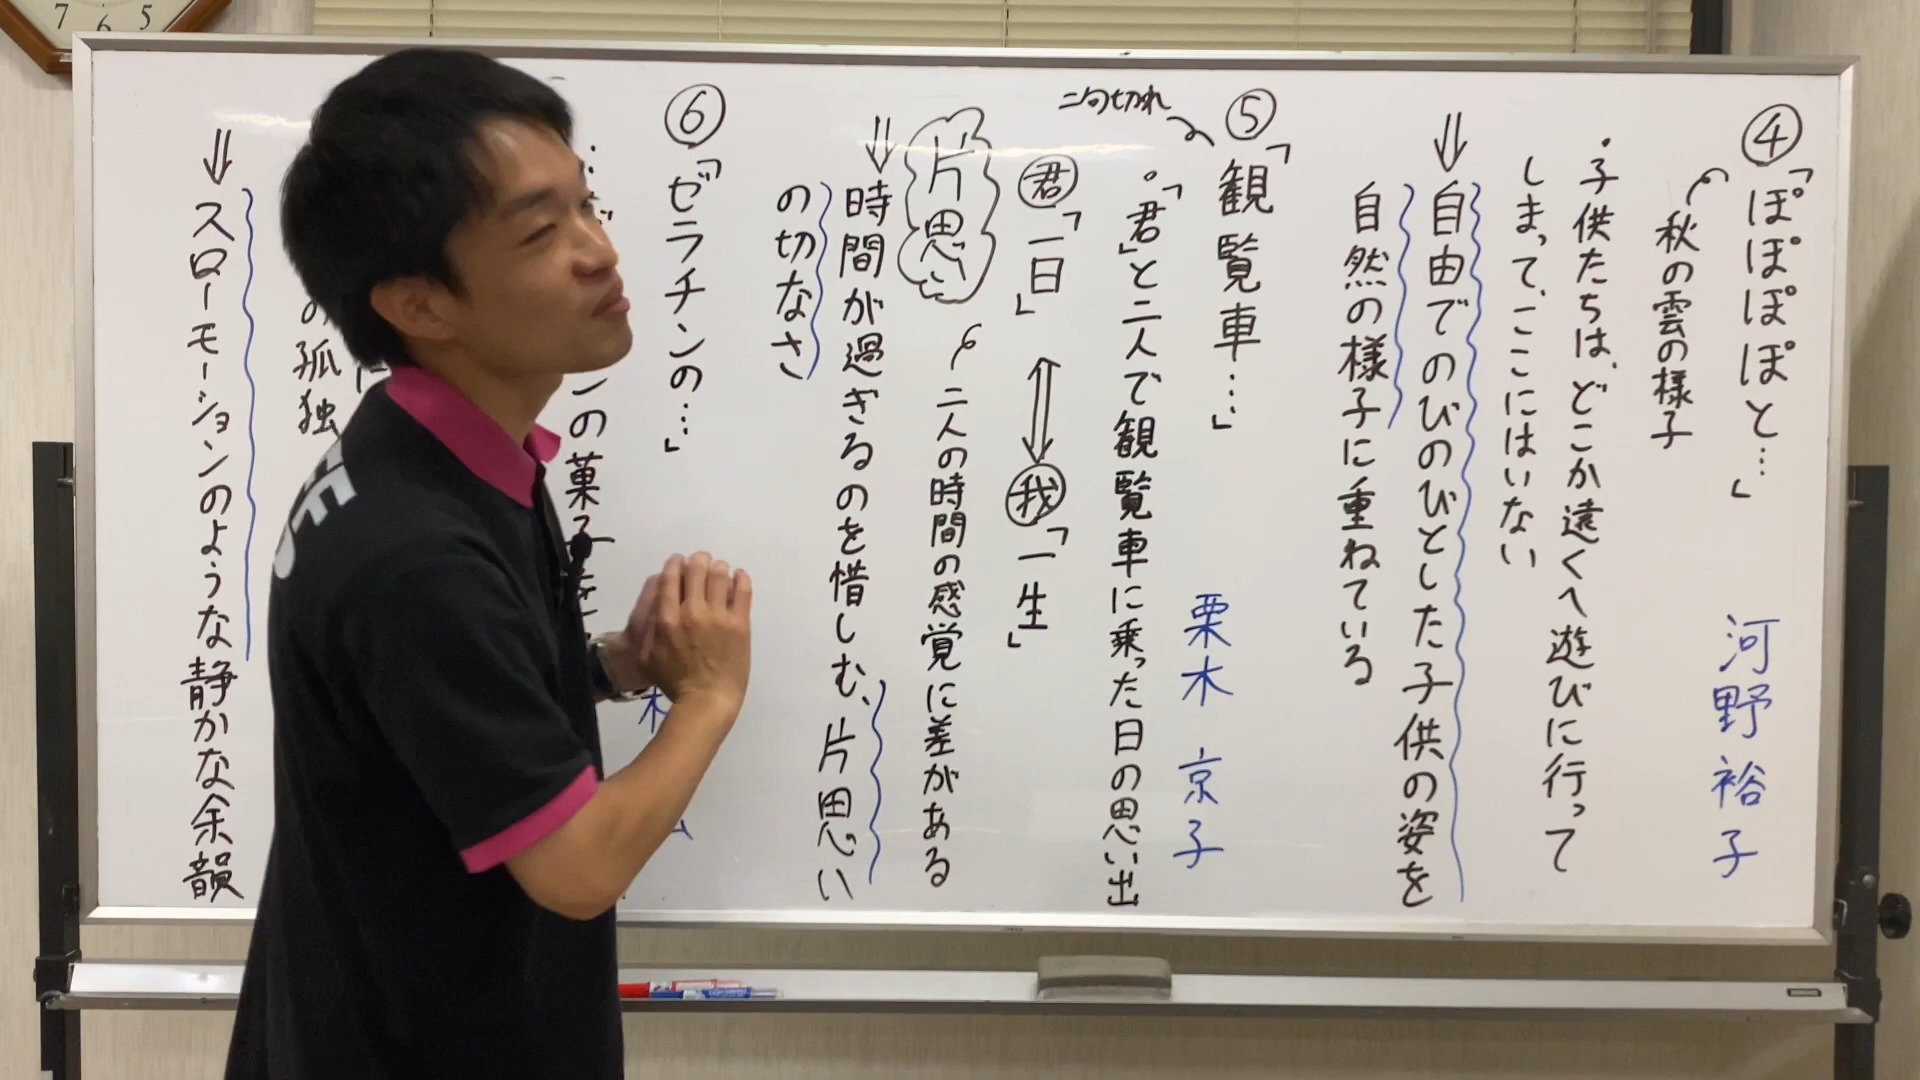 ④「ぽぽぽぽと…」
河野裕子
秋の雲の様子
・子供たちは、どこか遠くへ遊びに行って
しまって、ここにはいない
⇓自由でのびのびとした子供の姿を
自然の様子に重ねている
⑤「観覧車…」
二句切れ
栗木京子
・「君」と二人で観覧車に乗った日の思い出
君「一日」⇕我「一生」
片思い
二人の時間の感覚に差がある
⇓時間が過ぎるのを惜しむ、片思い
の切なさ
⑥「ゼラチンの…」
木
ンの菓子
の孤独
⇓スローモーションのような静かな余韻
7 6 5